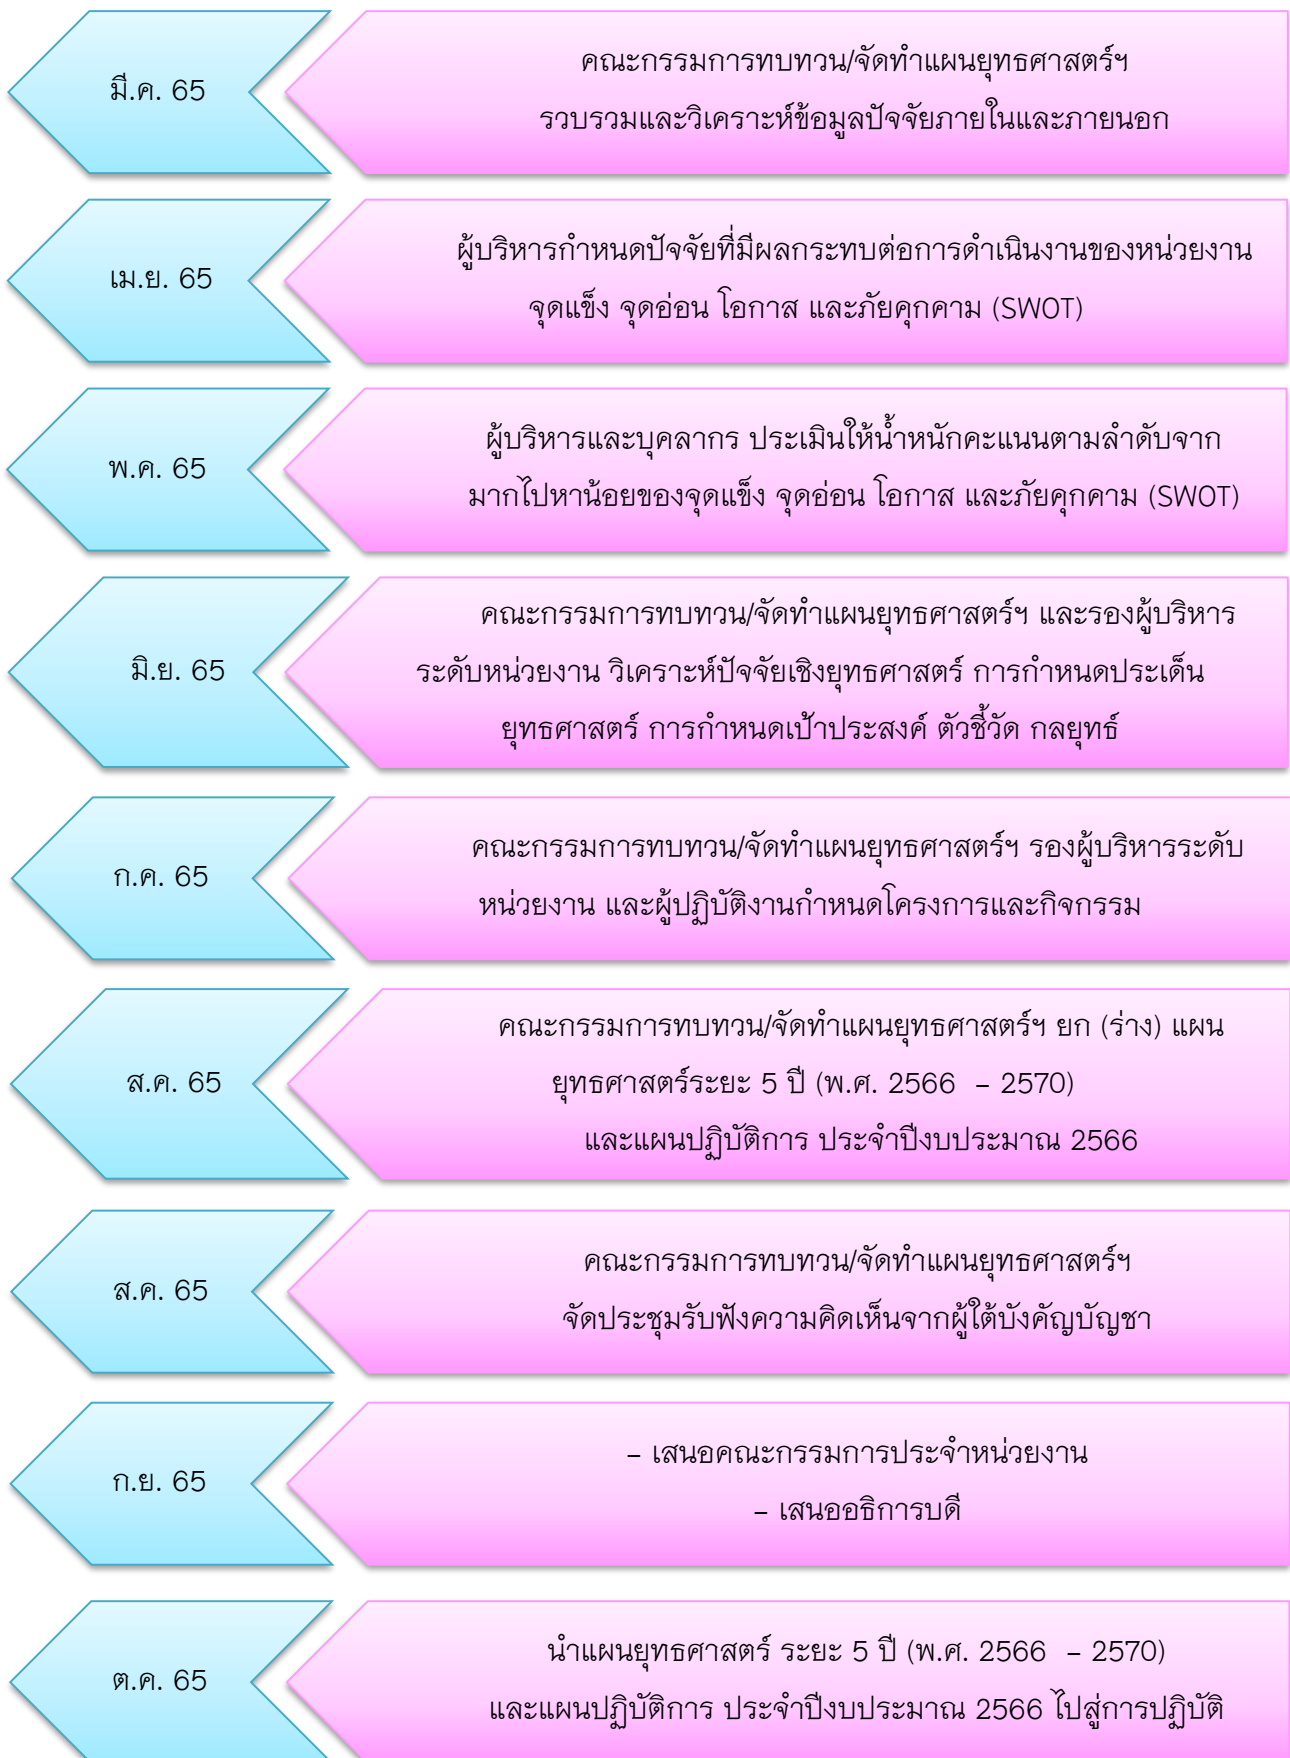 มี.ค. 65
คณะกรรมการทบทวน/จัดทำแผนยุทธศาสตร์ฯ
รวบรวมและวิเคราะห์ข้อมูลปัจจัยภายในและภายนอก
เม.ย. 65
ผู้บริหารกำหนดปัจจัยที่มีผลกระทบต่อการดำเนินงานของหน่วยงาน
จุดแข็ง จุดอ่อน โอกาส และภัยคุกคาม (SWOT)
พ.ค. 65
ผู้บริหารและบุคลากร ประเมินให้น้ำหนักคะแนนตามลำดับจาก
มากไปหาน้อยของจุดแข็ง จุดอ่อน โอกาส และภัยคุกคาม (SWOT)
มิ.ย. 65
คณะกรรมการทบทวน/จัดทำแผนยุทธศาสตร์ฯ และรองผู้บริหาร
ระดับหน่วยงาน วิเคราะห์ปัจจัยเชิงยุทธศาสตร์ การกำหนดประเด็น
ยุทธศาสตร์ การกำหนดเป้าประสงค์ ตัวชี้วัด กลยุทธ์
ก.ค. 65
คณะกรรมการทบทวน/จัดทำแผนยุทธศาสตร์ฯ รองผู้บริหารระดับ
หน่วยงาน และผู้ปฏิบัติงานกำหนดโครงการและกิจกรรม
ส.ค. 65
คณะกรรมการทบทวน/จัดทำแผนยุทธศาสตร์ฯ ยก (ร่าง) แผน
ยุทธศาสตร์ระยะ 5 ปี (พ.ศ. 2566 – 2570)
และแผนปฏิบัติการ ประจำปีงบประมาณ 2566
ส.ค. 65
คณะกรรมการทบทวน/จัดทำแผนยุทธศาสตร์ฯ
จัดประชุมรับฟังความคิดเห็นจากผู้ใต้บังคัญบัญชา
ก.ย. 65
– เสนอคณะกรรมการประจำหน่วยงาน
– เสนออธิการบดี
ต.ค. 65
นำแผนยุทธศาสตร์ ระยะ 5 ปี (พ.ศ. 2566 – 2570)
และแผนปฏิบัติการ ประจำปีงบประมาณ 2566 ไปสู่การปฏิบัติ